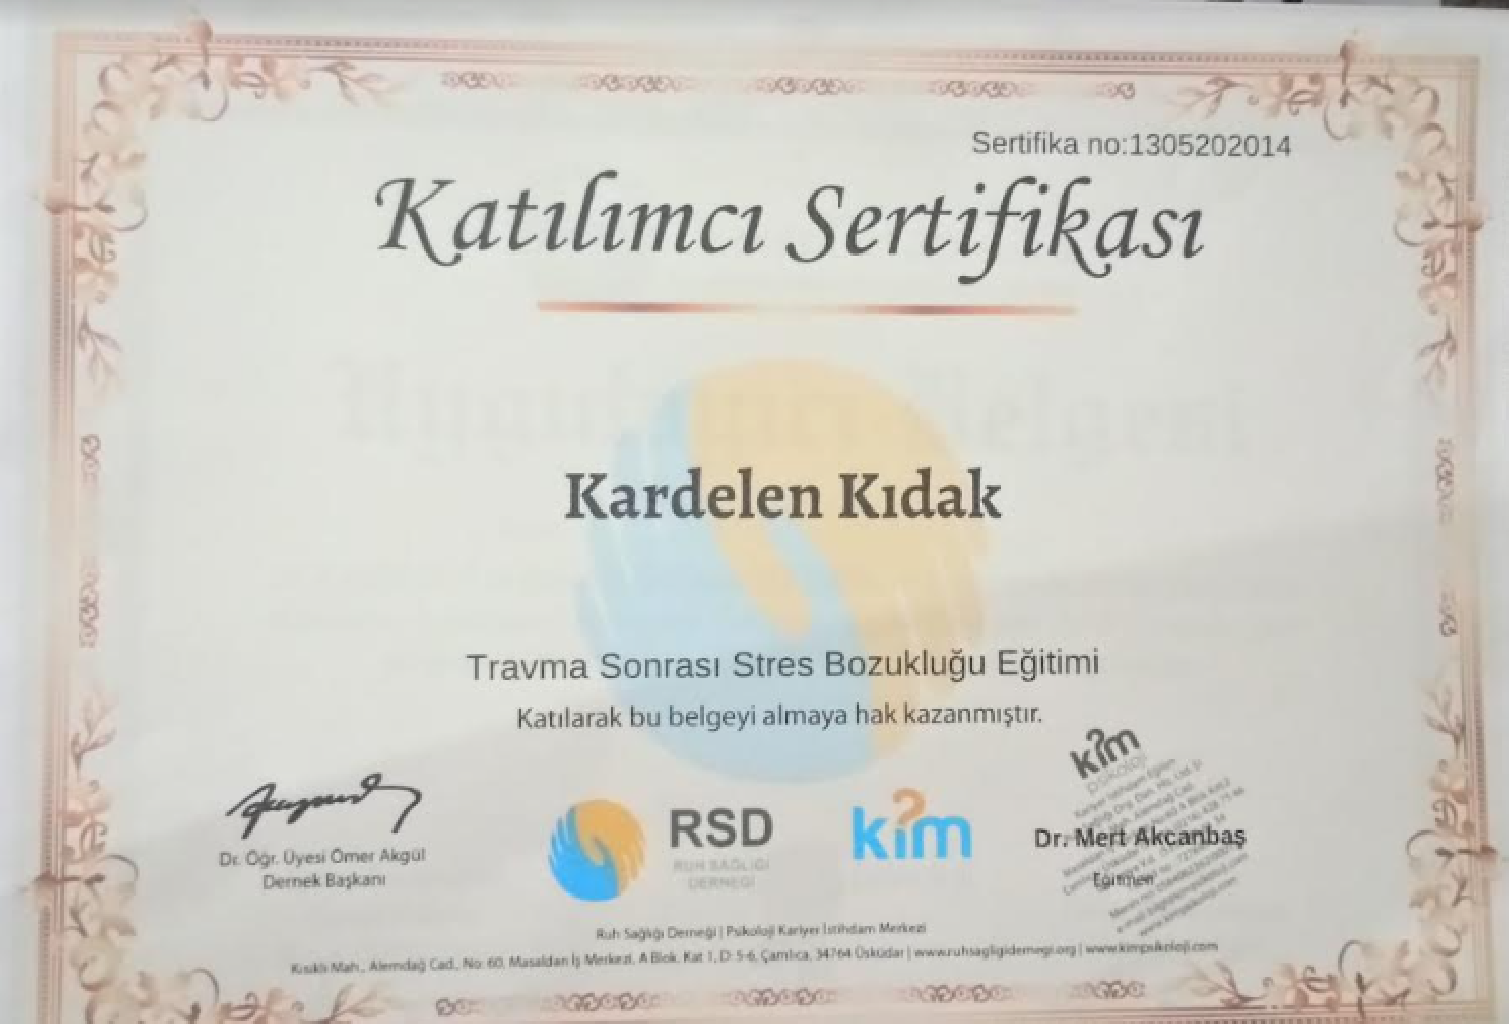 Sertifika no:1305202014
Katılımcı Sertifikası
Kardelen Kıdak
Travma Sonrası Stres Bozukluğu Eğitimi
Katılarak bu belgeyi almaya hak kazanmıştır.
Dr. Öğr. Üyesi Ömer Akgül
Dernek Başkanı
RSD
RUH SAĞLIĞI
DERNEĞİ
kim
kim
PSİKOLOJİ
Dr. Mert Akcanbaş
Eğitmen
Ruh Sağlığı Derneği | Psikoloji Kariyer İstihdam Merkezi
Kısıklı Mah., Alemdağ Cad., No: 60, Masaldan İş Merkezi, A Blok, Kat 1, D: 5-6, Çamlıca, 34764 Üsküdar | www.ruhsagligidernegi.org | www.kimpsikoloji.com